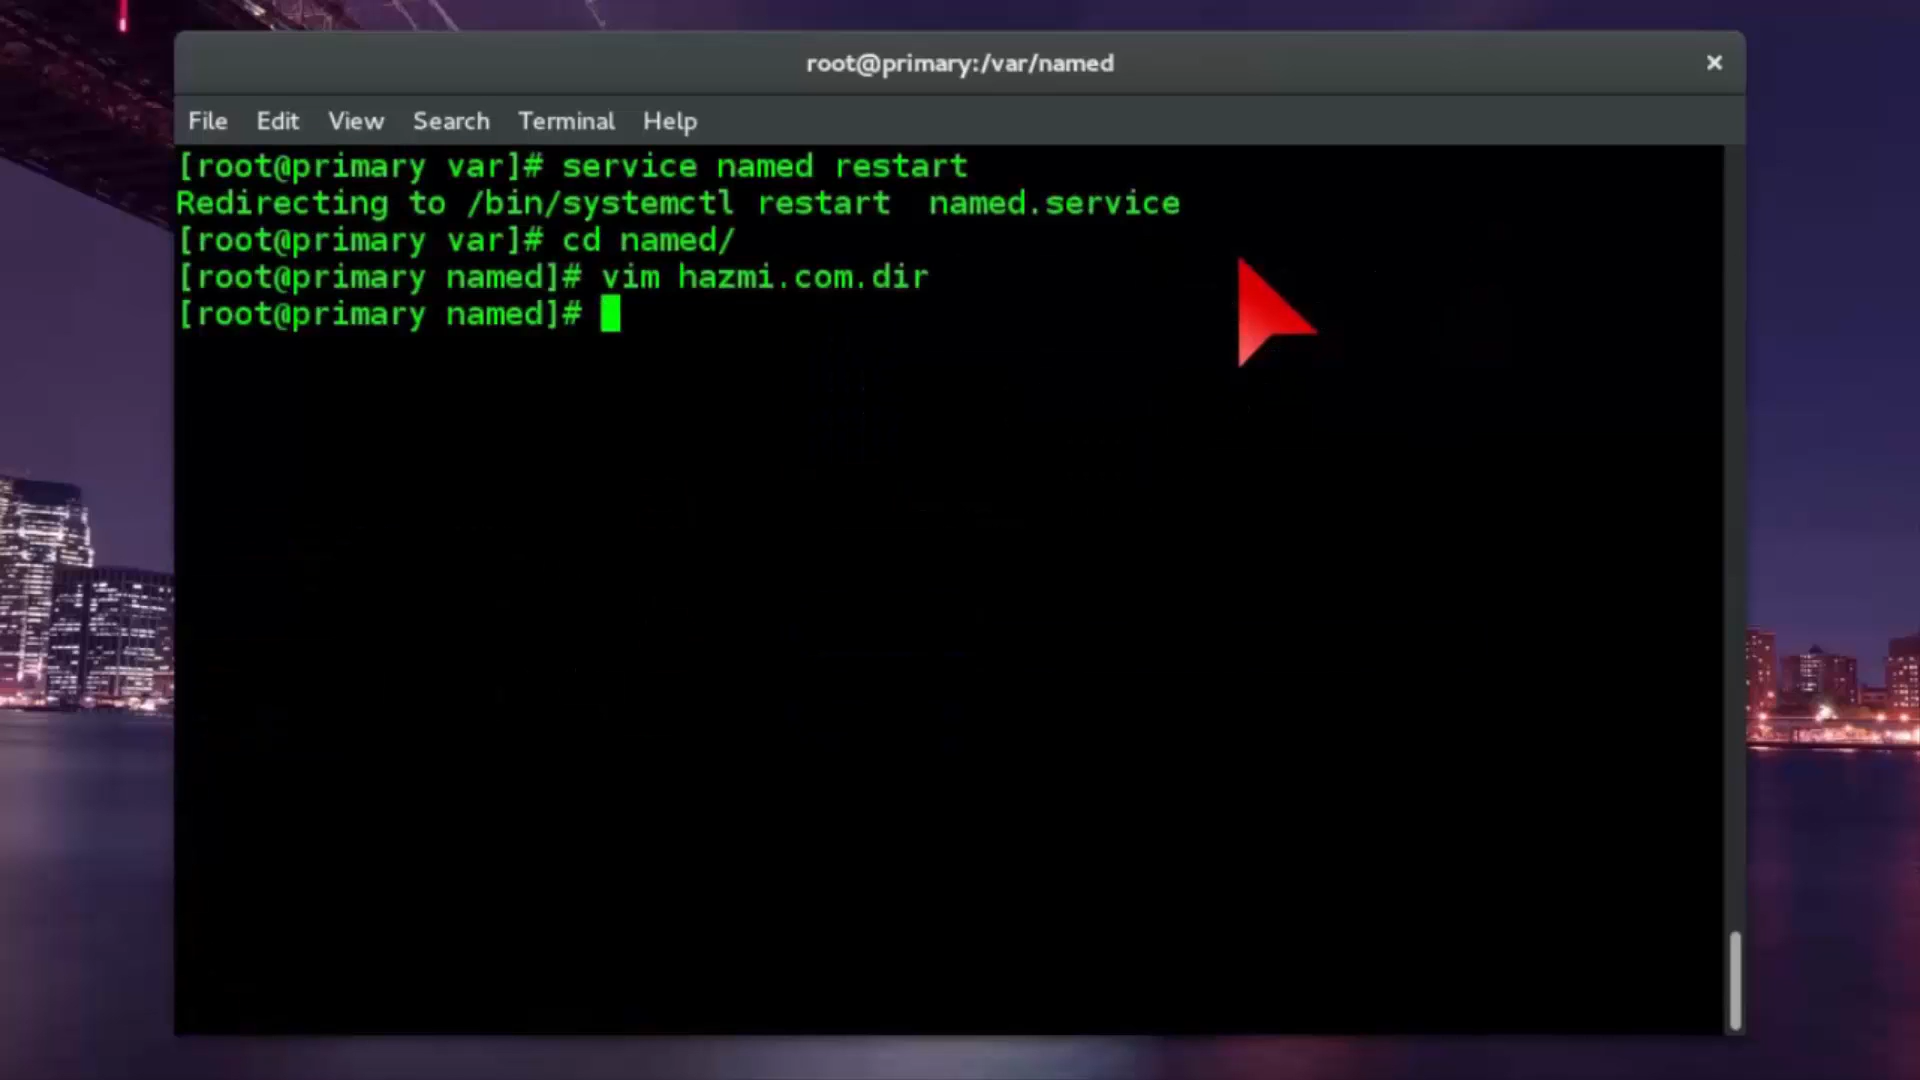 root@primary:/var/named
File Edit View Search Terminal Help
[root@primary var]# service named restart
Redirecting to /bin/systemctl restart  named.service
[root@primary var]# cd named/
[root@primary named]# vim hazmi.com.dir
[root@primary named]#